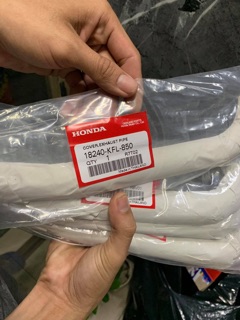 HONDA
COVER,EXHAUST PIPE
18240-KFL-850
QTY 1